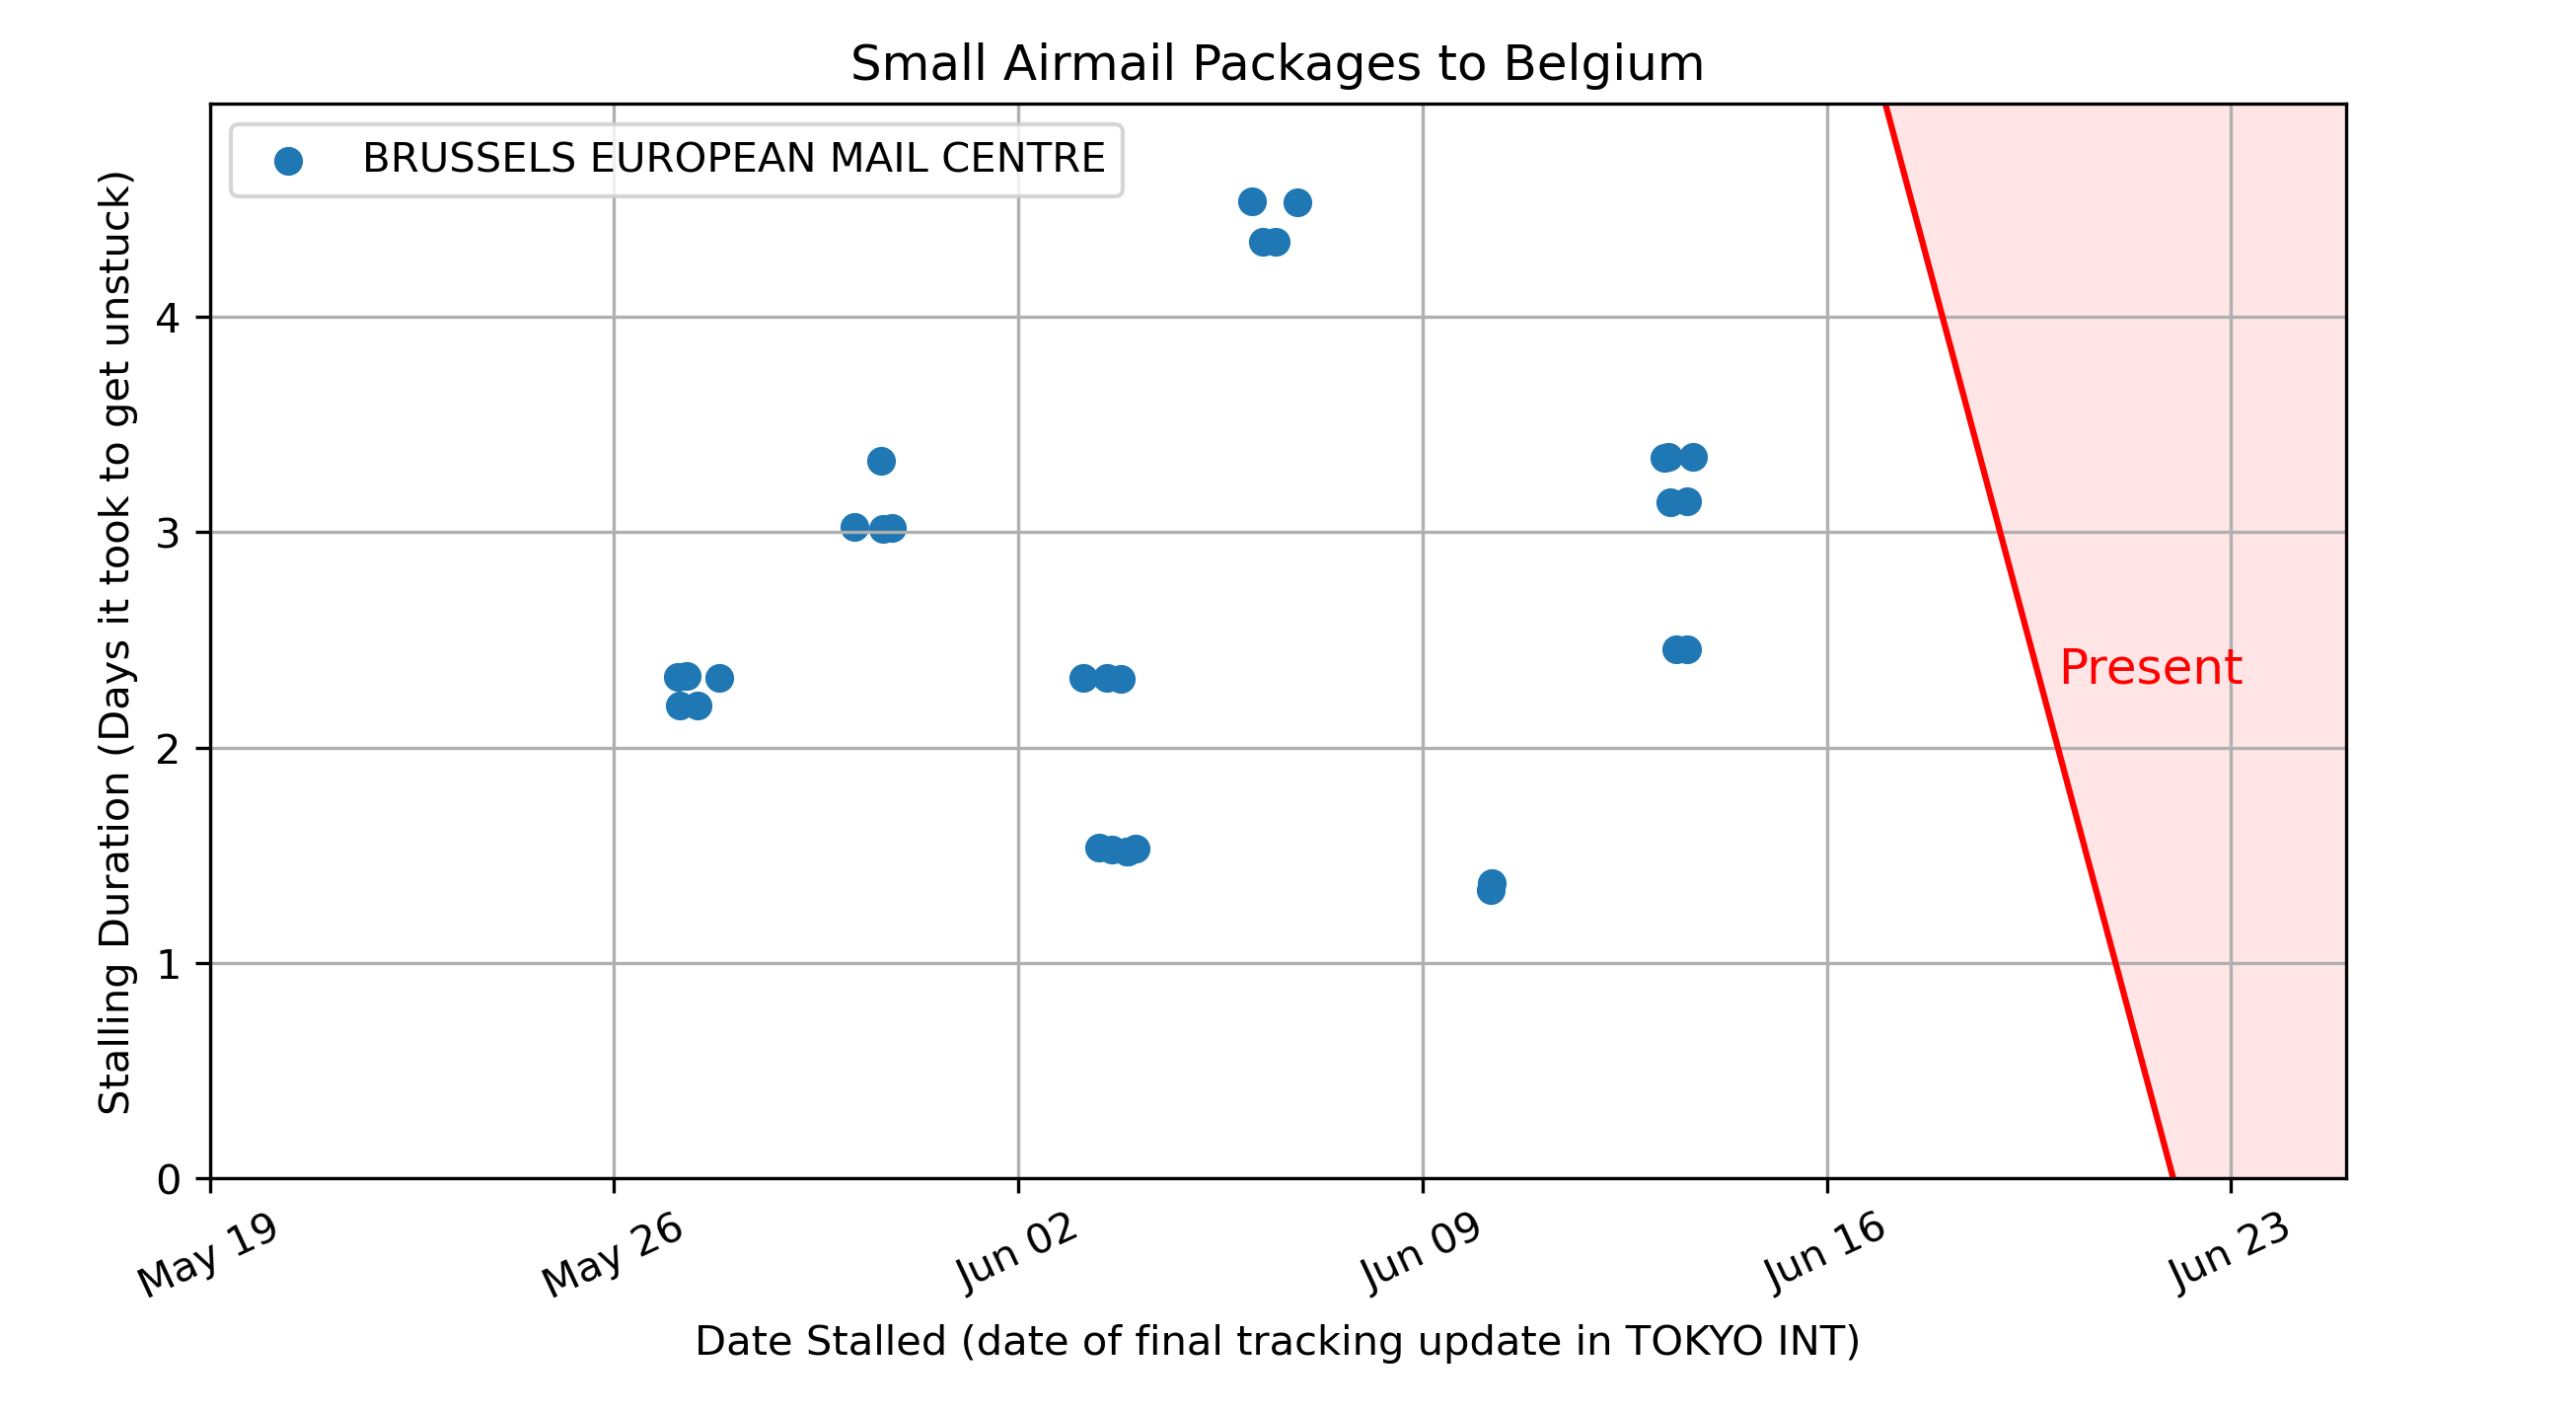 Small Airmail Packages to Belgium
BRUSSELS EUROPEAN MAIL CENTRE
Stalling Duration (Days it took to get unstuck)
4
3
2
1
0
Present
May 19
May 26
Jun 02
Jun 09
Jun 16
Jun 23
Date Stalled (date of final tracking update in TOKYO INT)